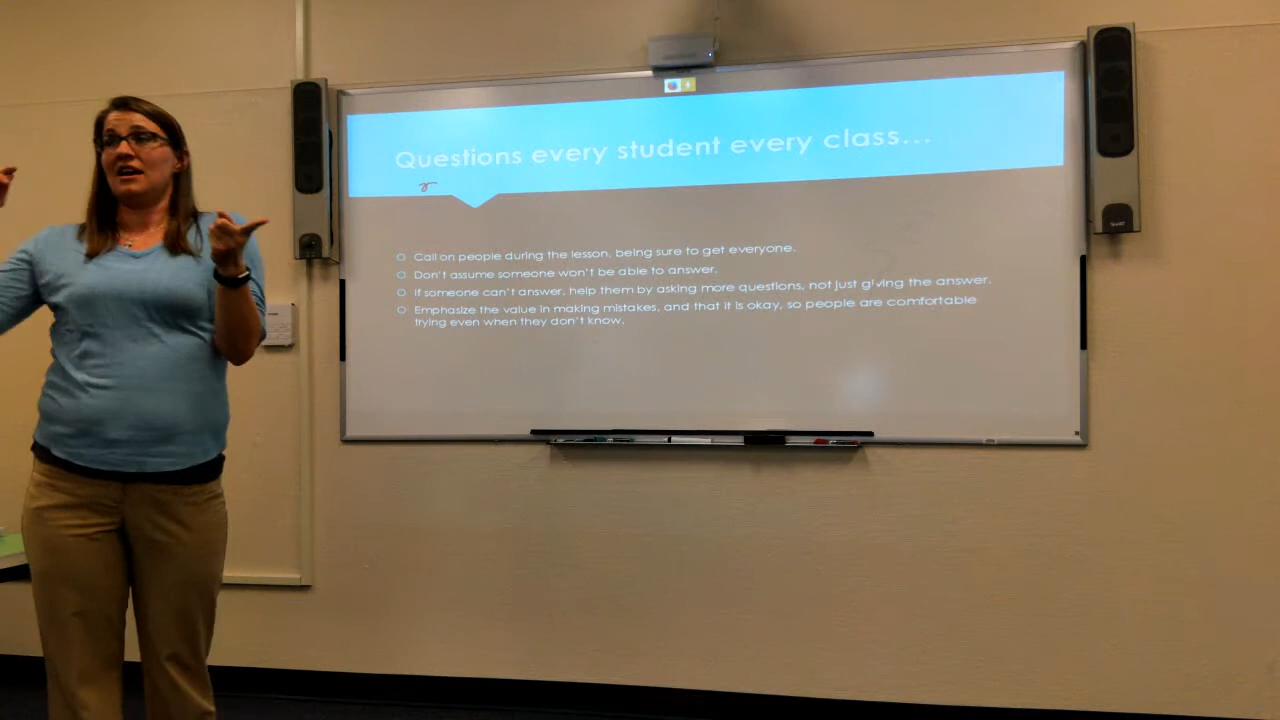 Questions every student every class...
Call on people during the lesson, being sure to get everyone.
Don't assume someone won't be able to answer.
If someone can't answer, help them by asking more questions, not just giving the answer.
Emphasize the value in making mistakes, and that it is okay, so people are comfortable
trying even when they don't know.